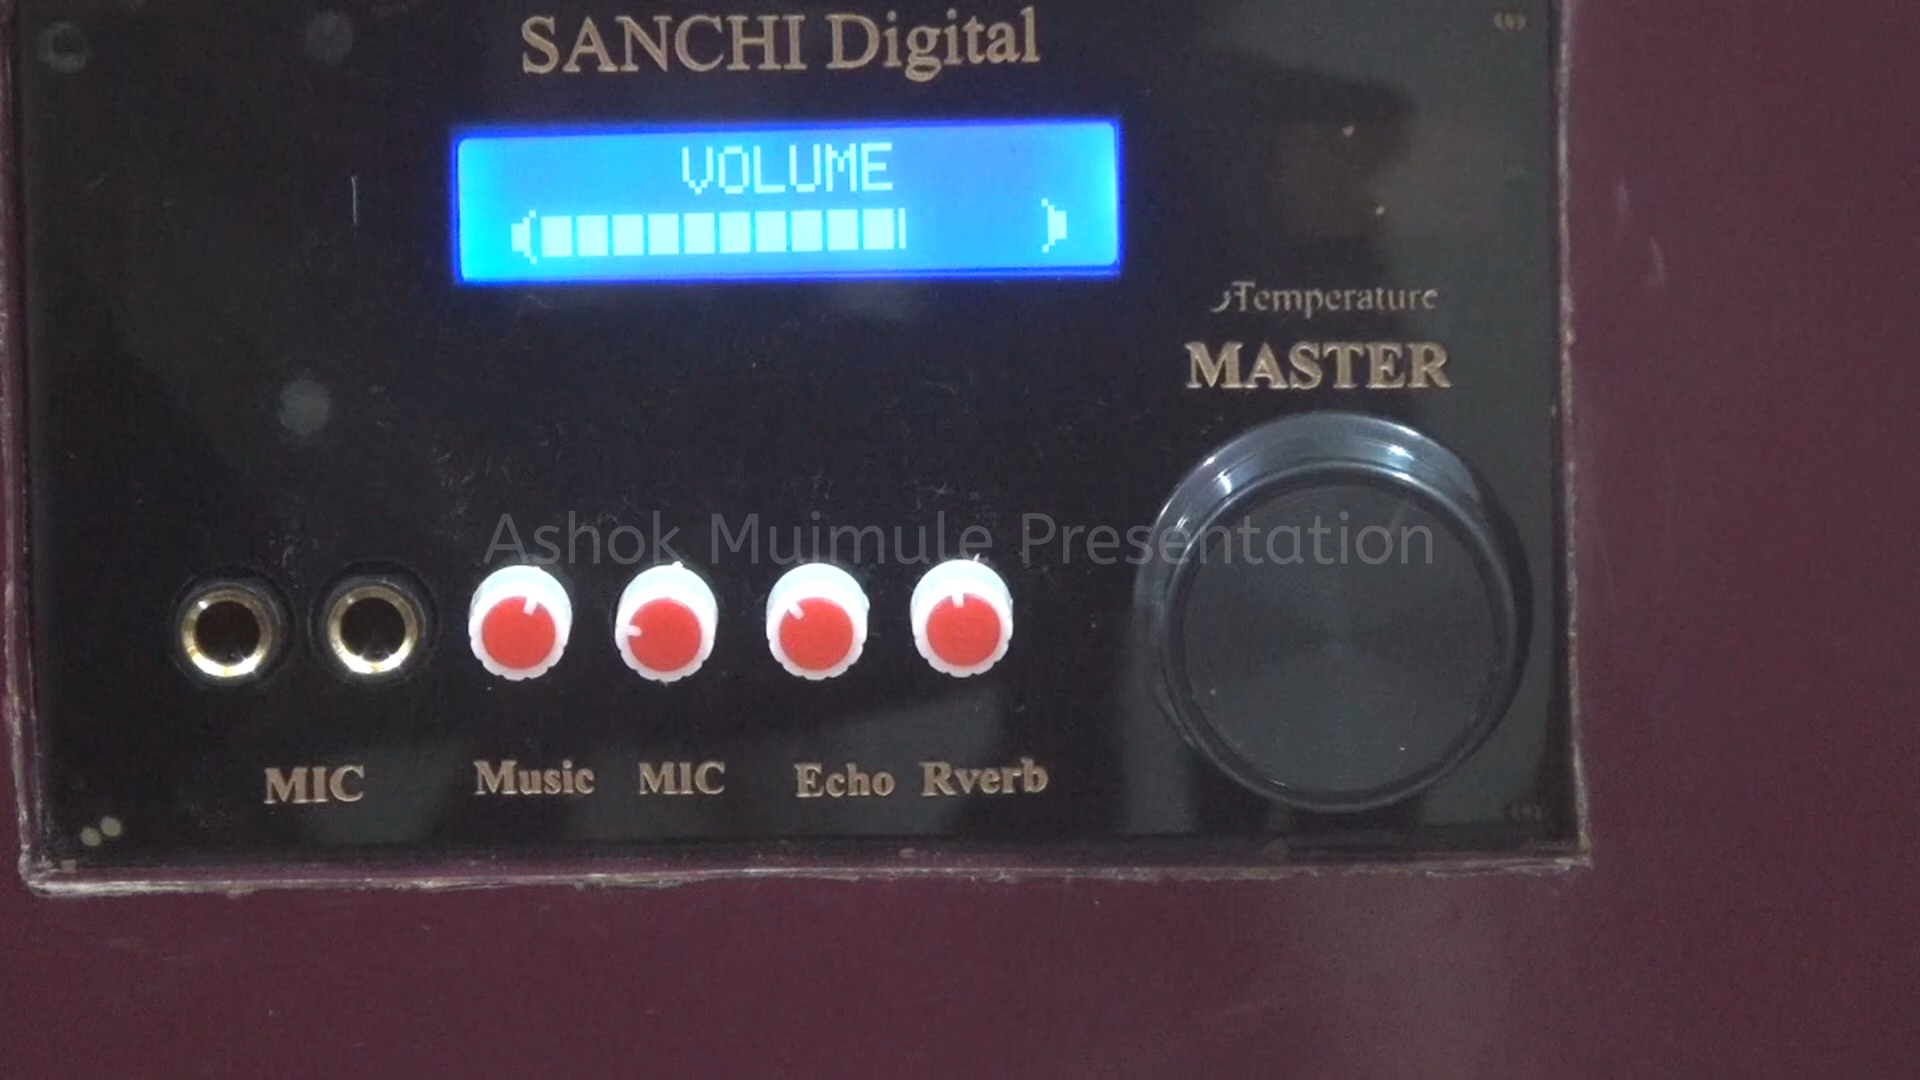 SANCHI Digital
VOLUME
Temperature
MASTER
Ashok Muimule Presentation
MIC Music MIC Echo Rverb